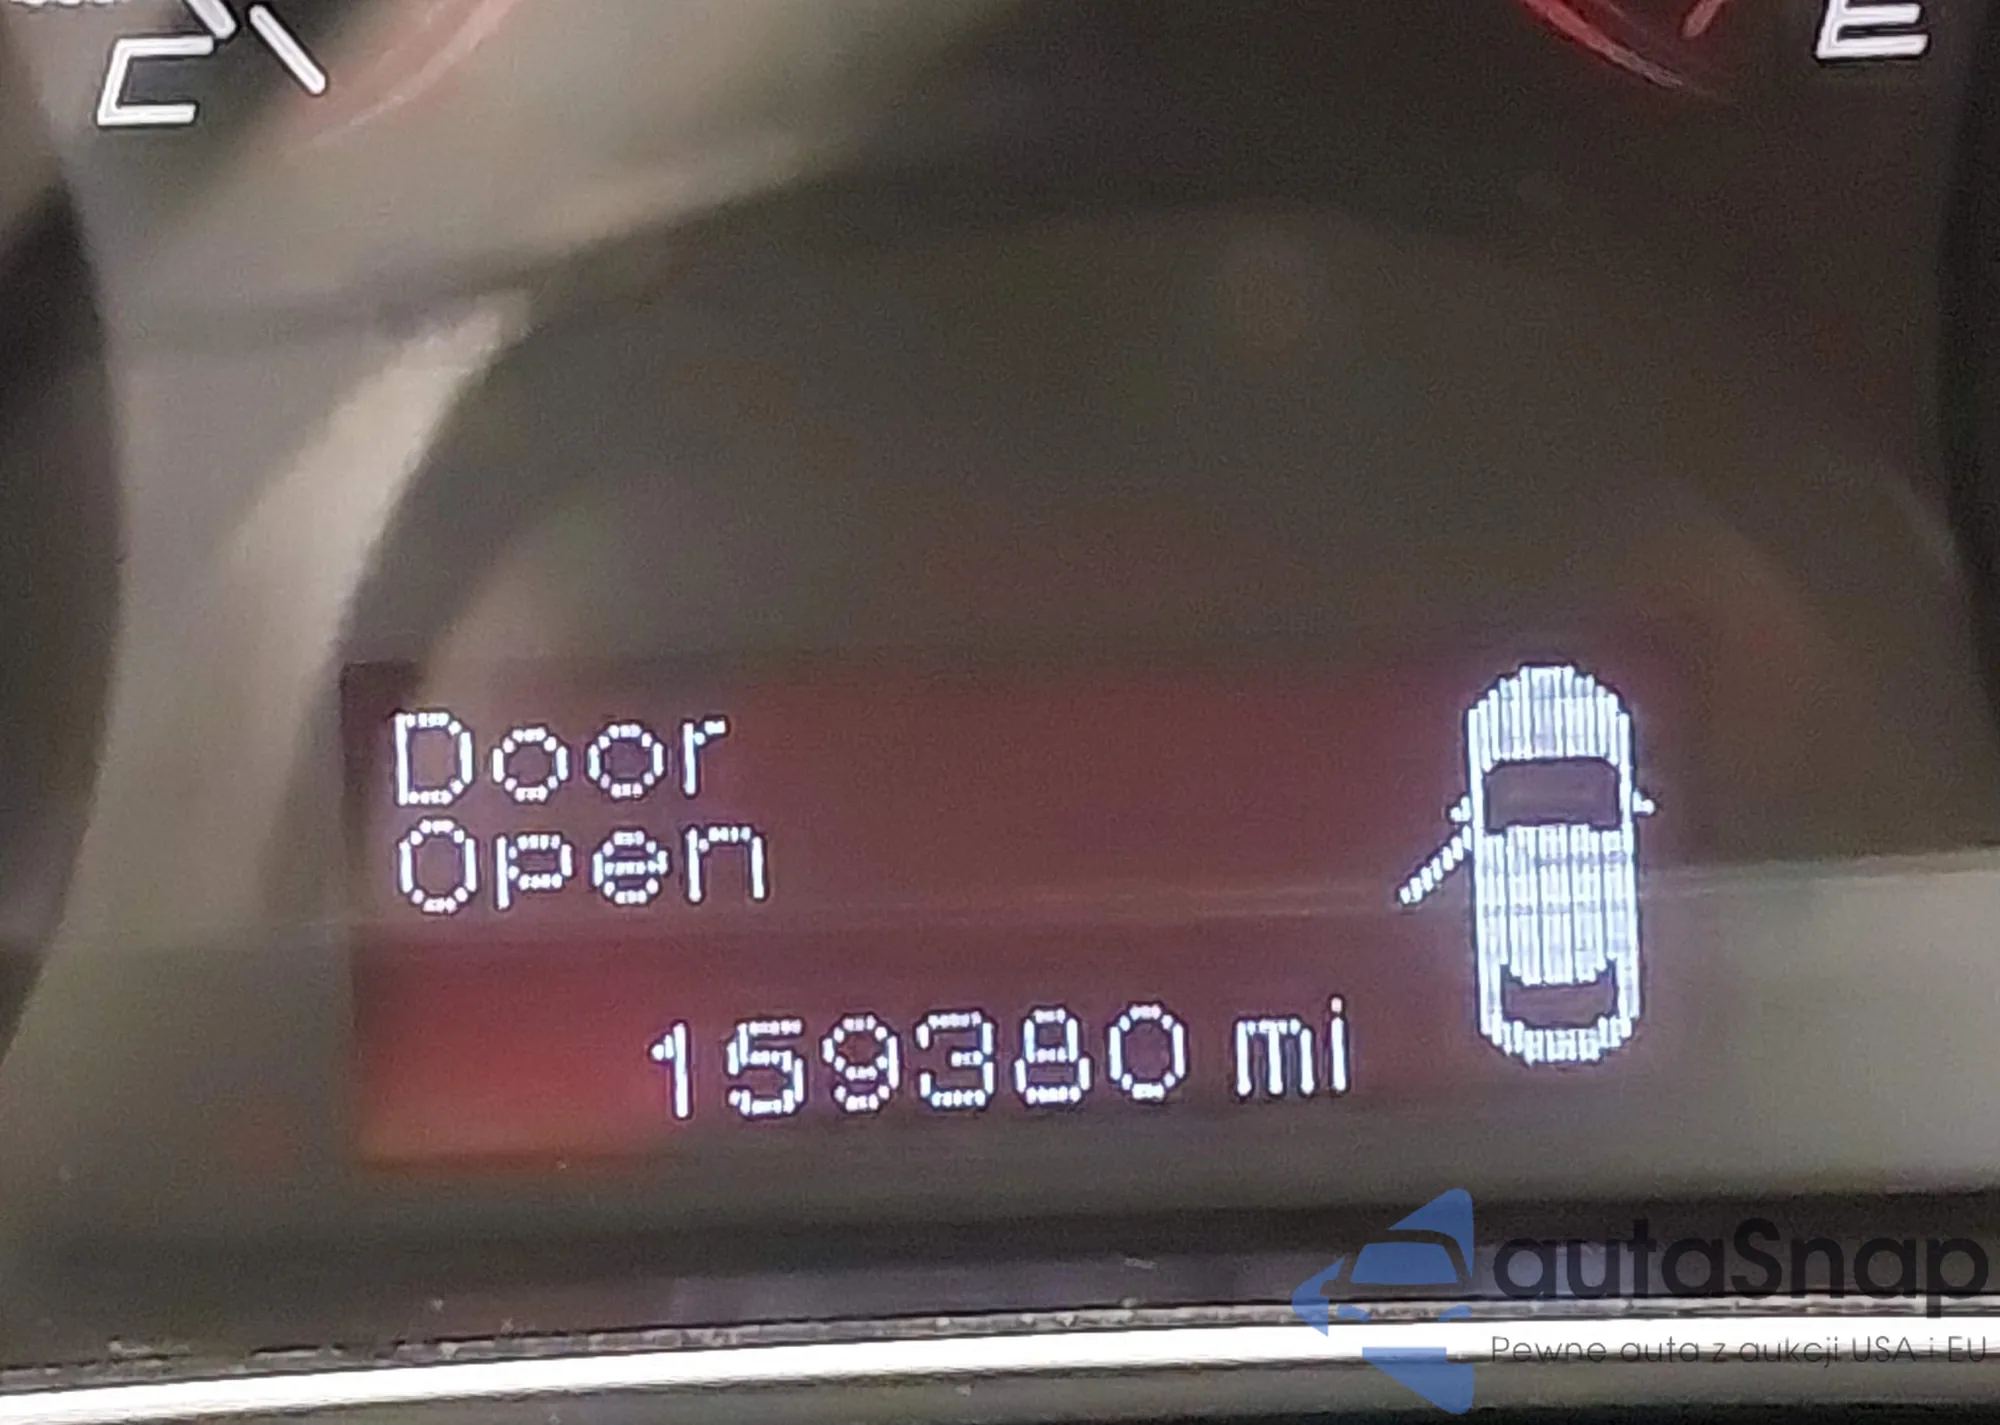 C
E
Door
Open
159380 mi
autaSnap
Pewne auta z aukcji USA i EU